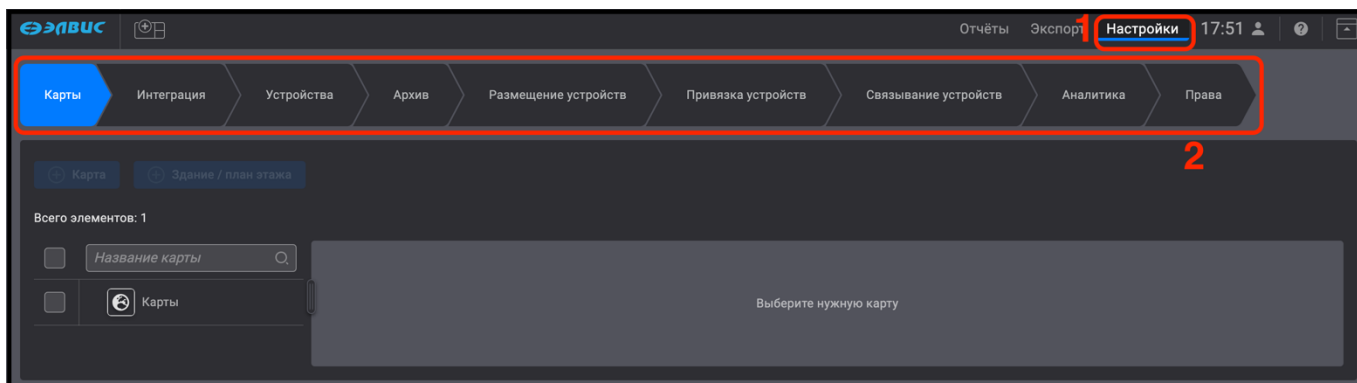 ЭЛВИС
Отчёты Экспорт 1 Настройки 17:51
Карты Интеграция Устройства Архив Размещение устройств Привязка устройств Связывание устройств Аналитика Права
2
Карта Здание / план этажа
Всего элементов: 1
Название карты
Карты
Выберите нужную карту